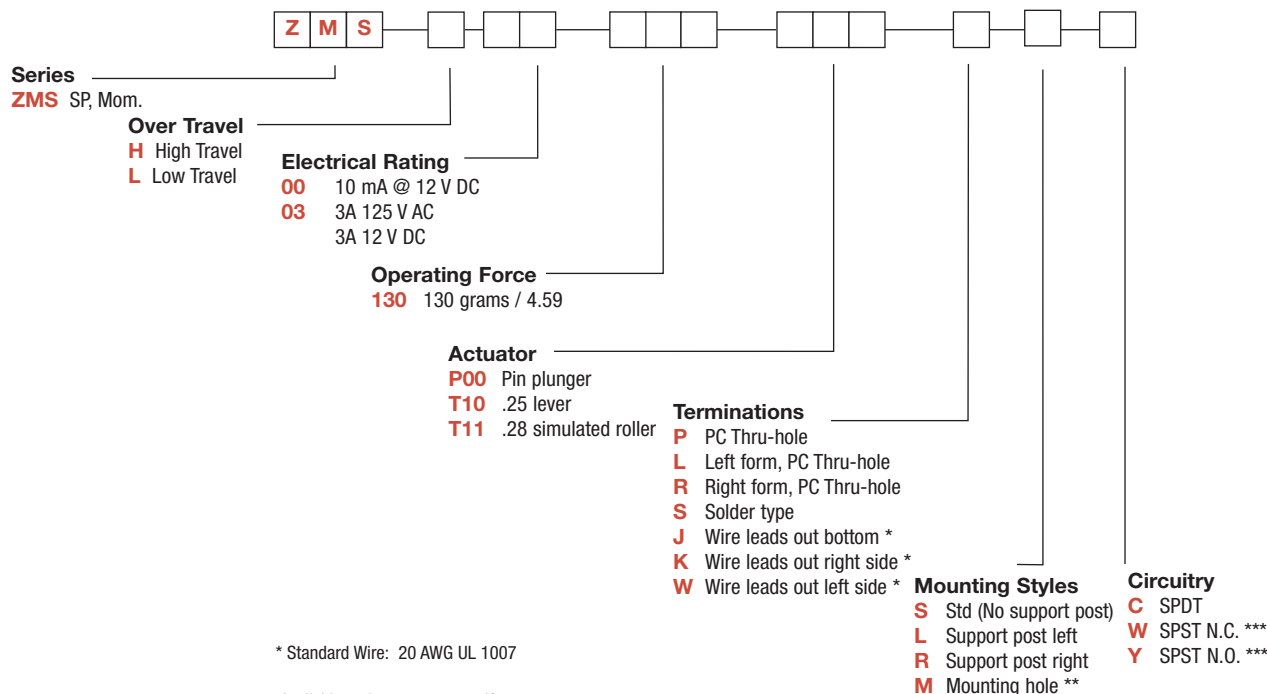 Z M S
Series
ZMS SP, Mom.
Over Travel
H High Travel
L Low Travel
Electrical Rating
00 10 mA @ 12 V DC
03 3A 125 V AC
3A 12 V DC
Operating Force
130 130 grams / 4.59
Actuator
P00 Pin plunger
T10 .25 lever
T11 .28 simulated roller
Terminations
P PC Thru-hole
L Left form, PC Thru-hole
R Right form, PC Thru-hole
S Solder type
J Wire leads out bottom *
K Wire leads out right side *
W Wire leads out left side *
Mounting Styles
S Std (No support post)
L Support post left
R Support post right
M Mounting hole **
Circuitry
C SPDT
W SPST N.C. ***
Y SPST N.O. ***
* Standard Wire: 20 AWG UL 1007